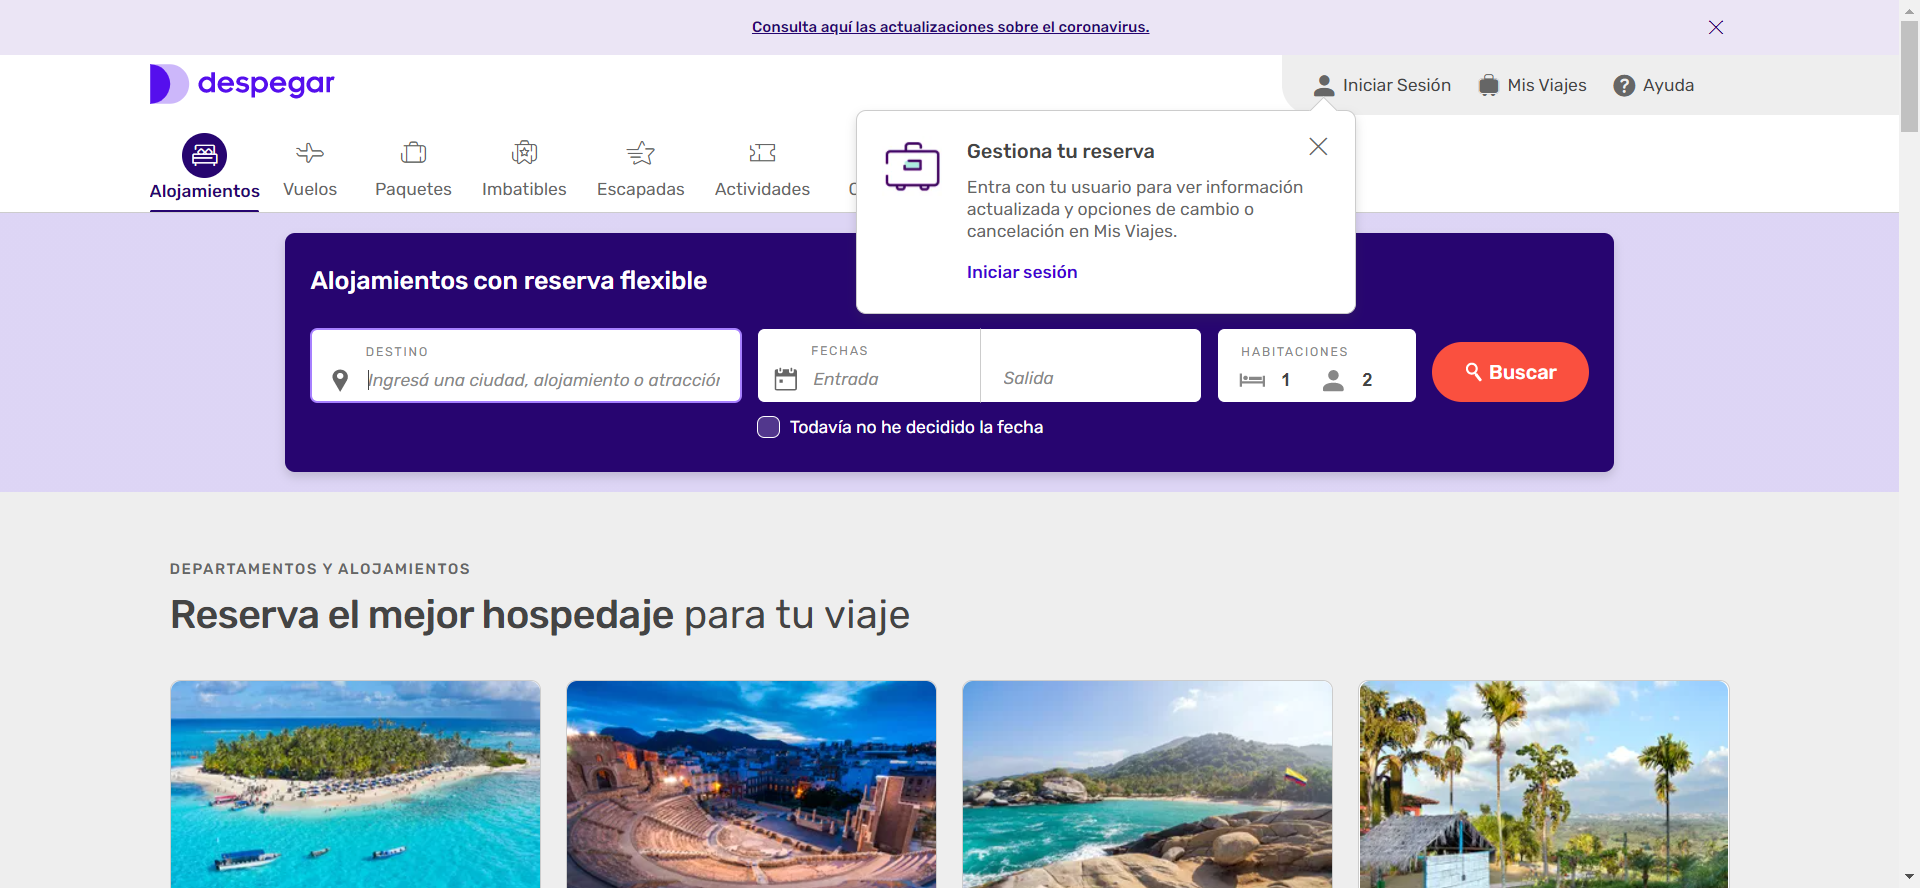 Consulta aquí las actualizaciones sobre el coronavirus.
despegar
Iniciar Sesión
Mis Viajes
Ayuda
Alojamientos
Vuelos
Paquetes
Imbatibles
Escapadas
Actividades
Gestiona tu reserva
Entra con tu usuario para ver información
actualizada y opciones de cambio o
cancelación en Mis Viajes.
Iniciar sesión
Alojamientos con reserva flexible
DESTINO
Ingresá una ciudad, alojamiento o atracción
FECHAS
Entrada
Salida
HABITACIONES
1
2
Buscar
Todavía no he decidido la fecha
DEPARTAMENTOS Y ALOJAMIENTOS
Reserva el mejor hospedaje para tu viaje